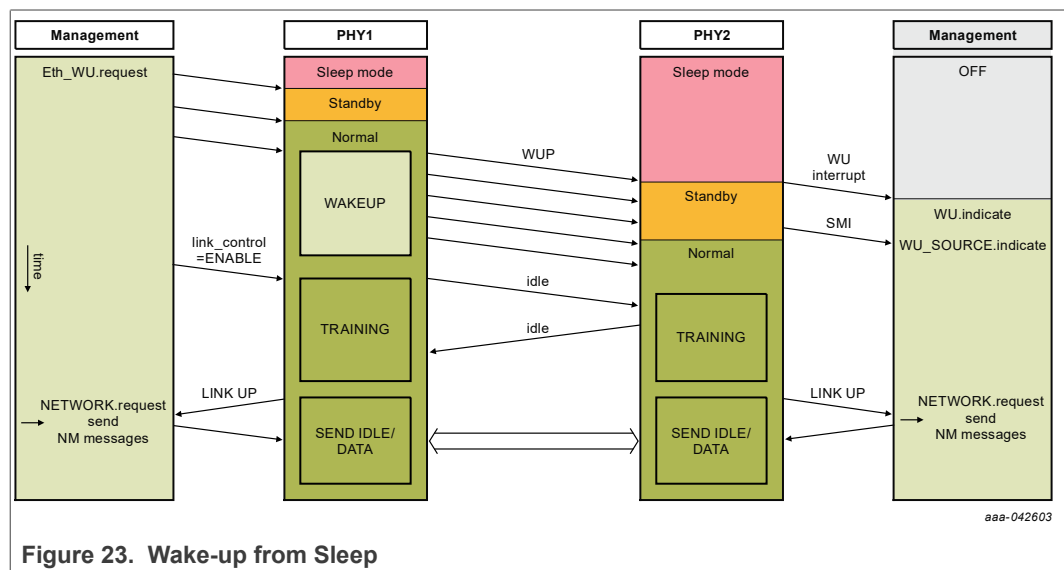 Management
PHY1
PHY2
Management
Eth_WU.request
Sleep mode
Standby
Normal
WAKEUP
WUP
Sleep mode
Standby
Normal
WU
interrupt
SMI
OFF
WU.indicate
WU_SOURCE.indicate
time
link_control
=ENABLE
TRAINING
idle
idle
TRAINING
LINK UP
NETWORK.request
send
NM messages
SEND IDLE/
DATA
SEND IDLE/
DATA
LINK UP
NETWORK.request
send
NM messages
aaa-042603
Figure 23. Wake-up from Sleep